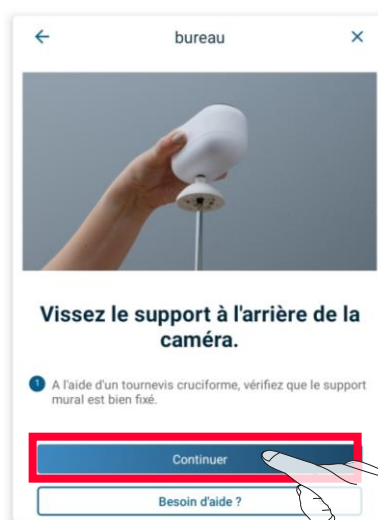 bureau
Vissez le support à l'arrière de la
caméra.
1 A l'aide d'un tournevis cruciforme, vérifiez que le support
mural est bien fixé.
Continuer
Besoin d'aide ?